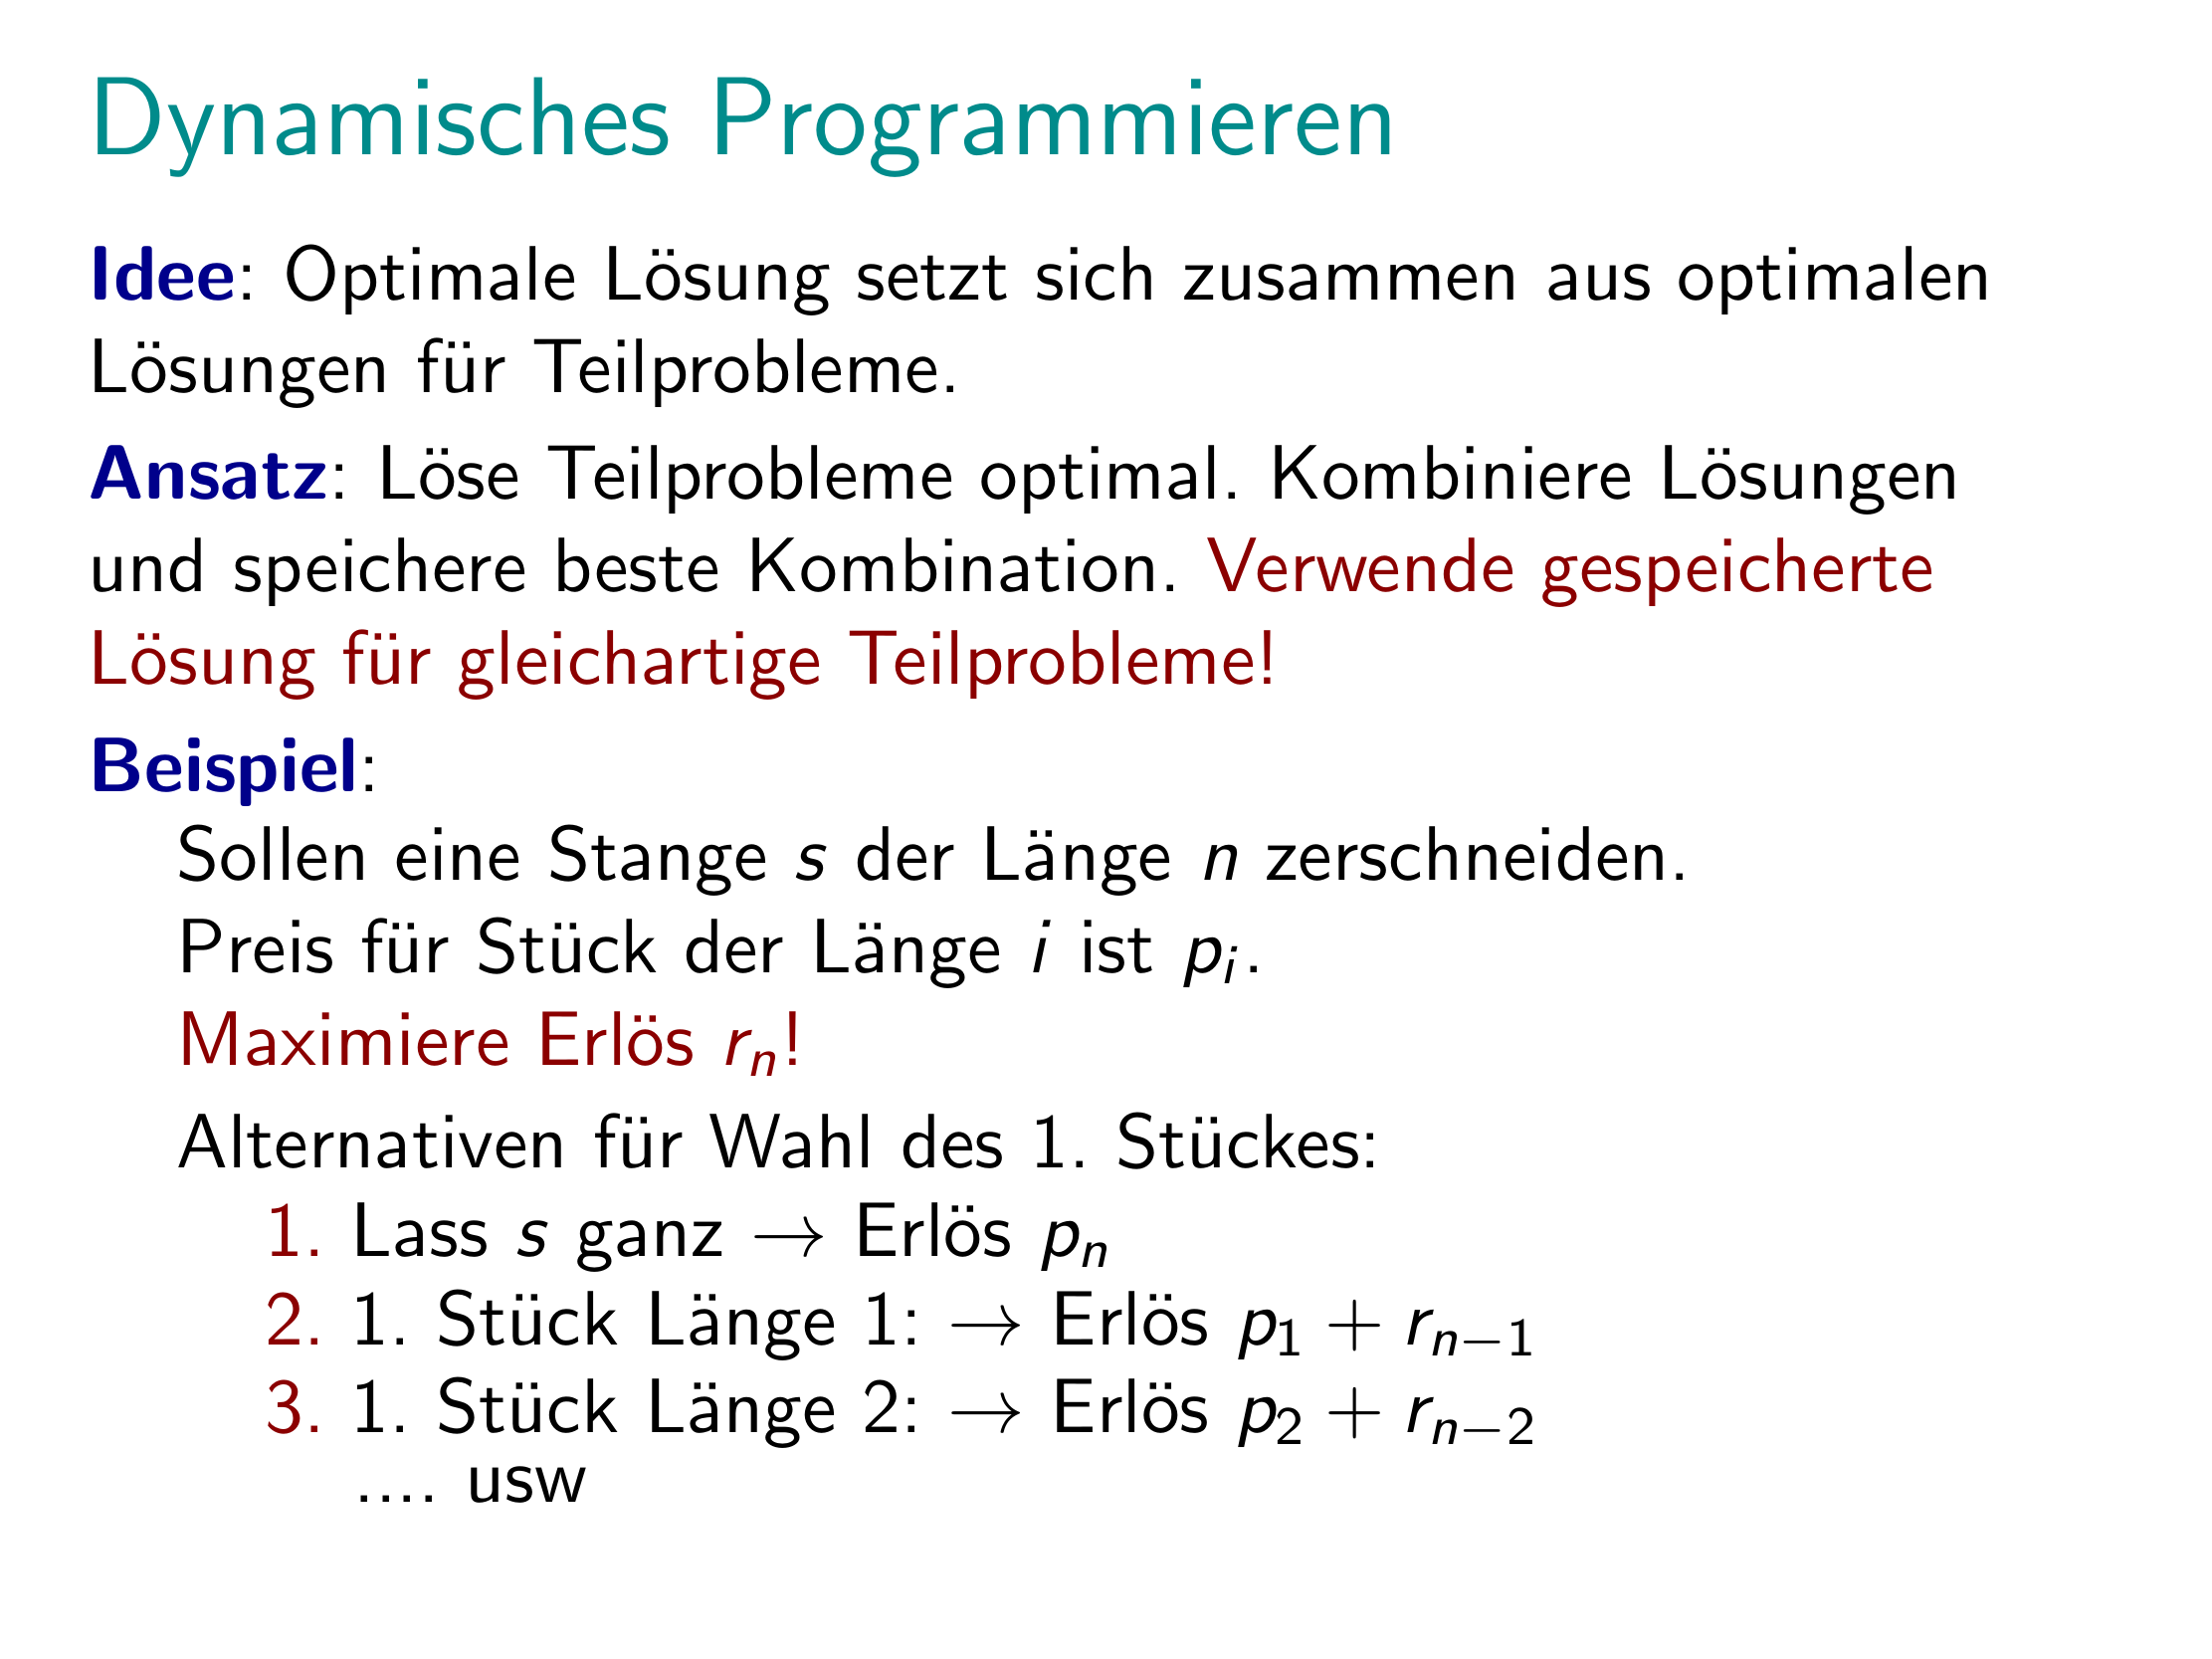 Dynamisches Programmieren
Idee: Optimale Lösung setzt sich zusammen aus optimalen
Lösungen für Teilprobleme.
Ansatz: Löse Teilprobleme optimal. Kombiniere Lösungen
und speichere beste Kombination. Verwende gespeicherte
Lösung für gleichartige Teilprobleme!
Beispiel:
Sollen eine Stange s der Länge n zerschneiden.
Preis für Stück der Länge i ist p_i.
Maximiere Erlös r_n!
Alternativen für Wahl des 1. Stückes:
1. Lass s ganz → Erlös p_n
2. 1. Stück Länge 1: → Erlös p_1 + r_{n−1}
3. 1. Stück Länge 2: → Erlös p_2 + r_{n−2}
.... usw